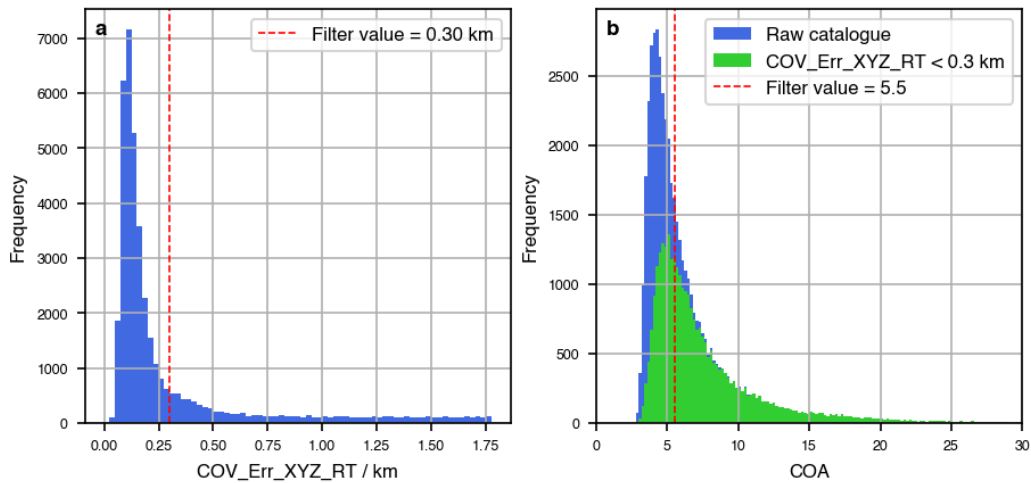 a
Filter value = 0.30 km
Frequency
7000
6000
5000
4000
3000
2000
1000
0
0.00 0.25 0.50 0.75 1.00 1.25 1.50 1.75
COV_Err_XYZ_RT / km
b
Raw catalogue
COV_Err_XYZ_RT < 0.3 km
Filter value = 5.5
Frequency
2500
2000
1500
1000
500
0
0 5 10 15 20 25 30
COA